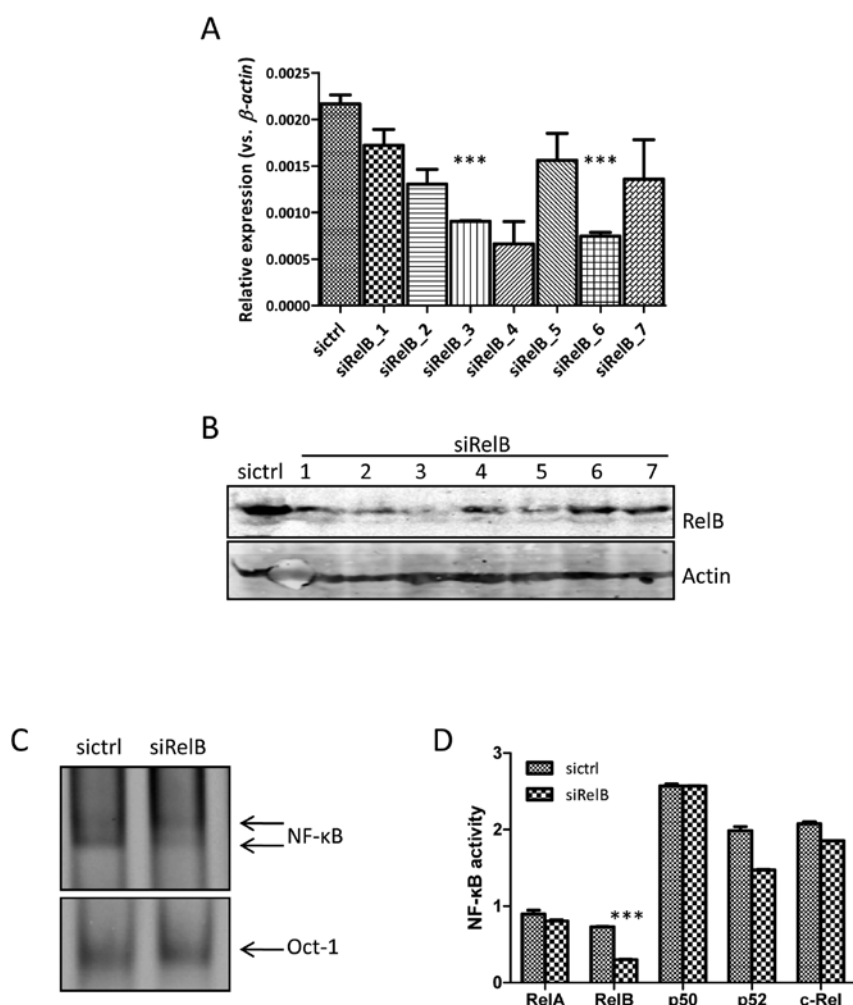 A
Relative expression (vs. β-actin)
0.0025
0.0020
0.0015
0.0010
0.0005
0.0000
***
***
sictrl
siRelB_1
siRelB_2
siRelB_3
siRelB_4
siRelB_5
siRelB_6
siRelB_7
B
siRelB
sictrl 1 2 3 4 5 6 7
RelB
Actin
C
sictrl siRelB
NF-κB
Oct-1
D
NF-κB activity
3
2
1
0
sictrl
siRelB
***
RelA RelB p50 p52 c-Rel